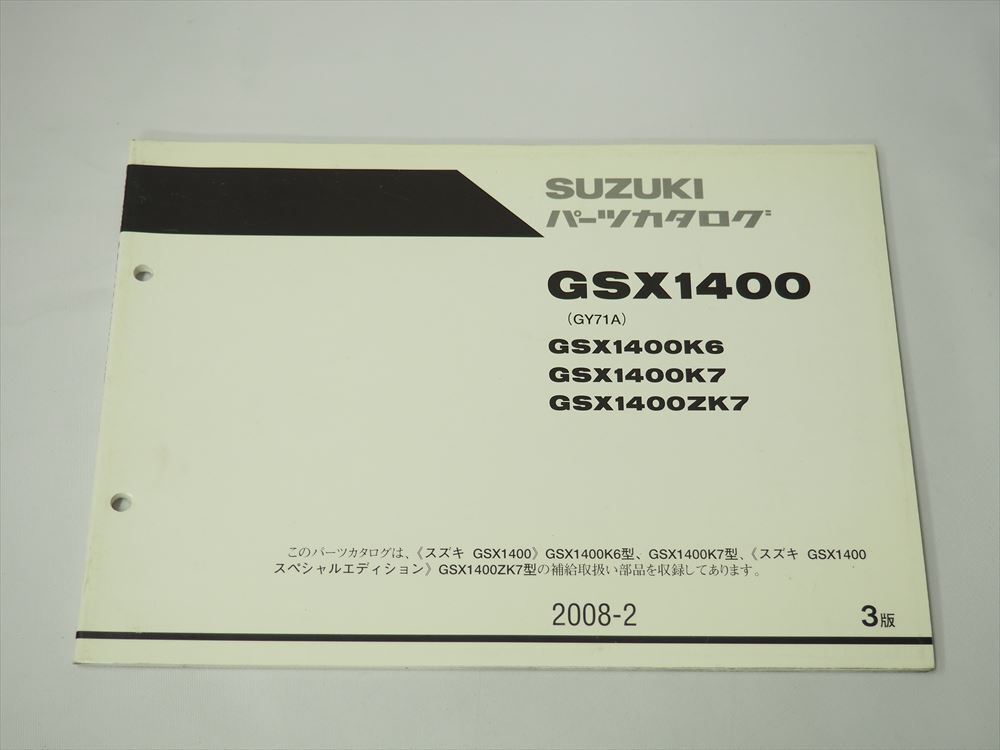 SUZUKI
パーツカタログ
GSX1400
(GY71A)
GSX1400K6
GSX1400K7
GSX1400ZK7
このパーツカタログは、《スズキ GSX1400》GSX1400K6型、GSX1400K7型、《スズキ GSX1400
スペシャルエディション》GSX1400ZK7型の補給取扱い部品を収録してあります。
2008-2 3版